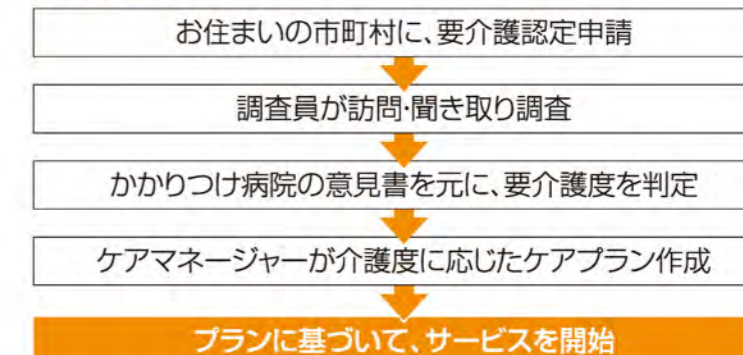 お住まいの市町村に、要介護認定申請
調査員が訪問・聞き取り調査
かかりつけ病院の意見書を元に、要介護度を判定
ケアマネージャーが介護度に応じたケアプラン作成
プランに基づいて、サービスを開始